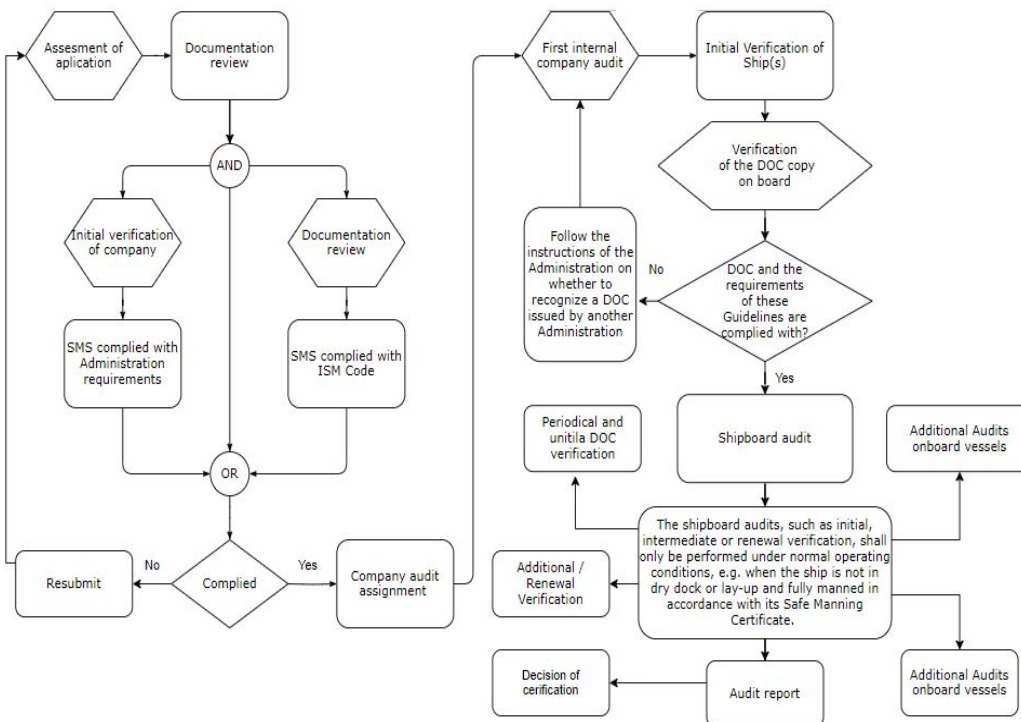 Assesment of
aplication
Documentation
review
AND
Initial verification
of company
Documentation
review
SMS complied with
Administration
requirements
SMS complied with
ISM Code
OR
Complied
No
Yes
Resubmit
Company audit
assignment
First internal
company audit
Initial Verification of
Ship(s)
Verification
of the DOC copy
on board
Follow the
instructions of the
Administration on
whether to
recognize a DOC
issued by another
Administration
No
DOC and the
requirements
of these
Guidelines are
complied with?
Yes
Periodical and
unitila DOC
verification
Shipboard audit
Additional Audits
onboard vessels
The shipboard audits, such as initial,
intermediate or renewal verification, shall
only be performed under normal operating
conditions, e.g. when the ship is not in
dry dock or lay-up and fully manned in
accordance with its Safe Manning
Certificate.
Additional /
Renewal
Verification
Decision of
cerification
Audit report
Additional Audits
onboard vessels